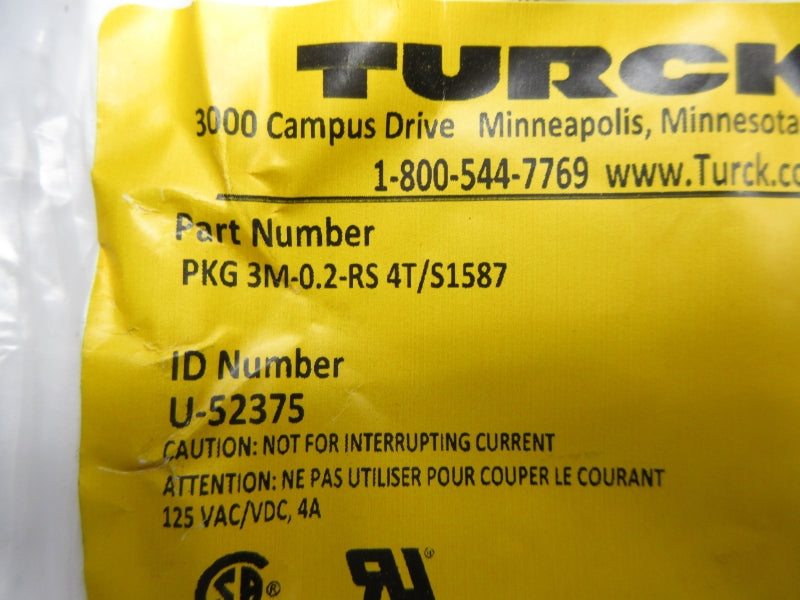 TURCK
3000 Campus Drive Minneapolis, Minnesota
1-800-544-7769 www.Turck.co
Part Number
PKG 3M-0.2-RS 4T/S1587
ID Number
U-52375
CAUTION: NOT FOR INTERRUPTING CURRENT
ATTENTION: NE PAS UTILISER POUR COUPER LE COURANT
125 VAC/VDC, 4A
SA® RU®